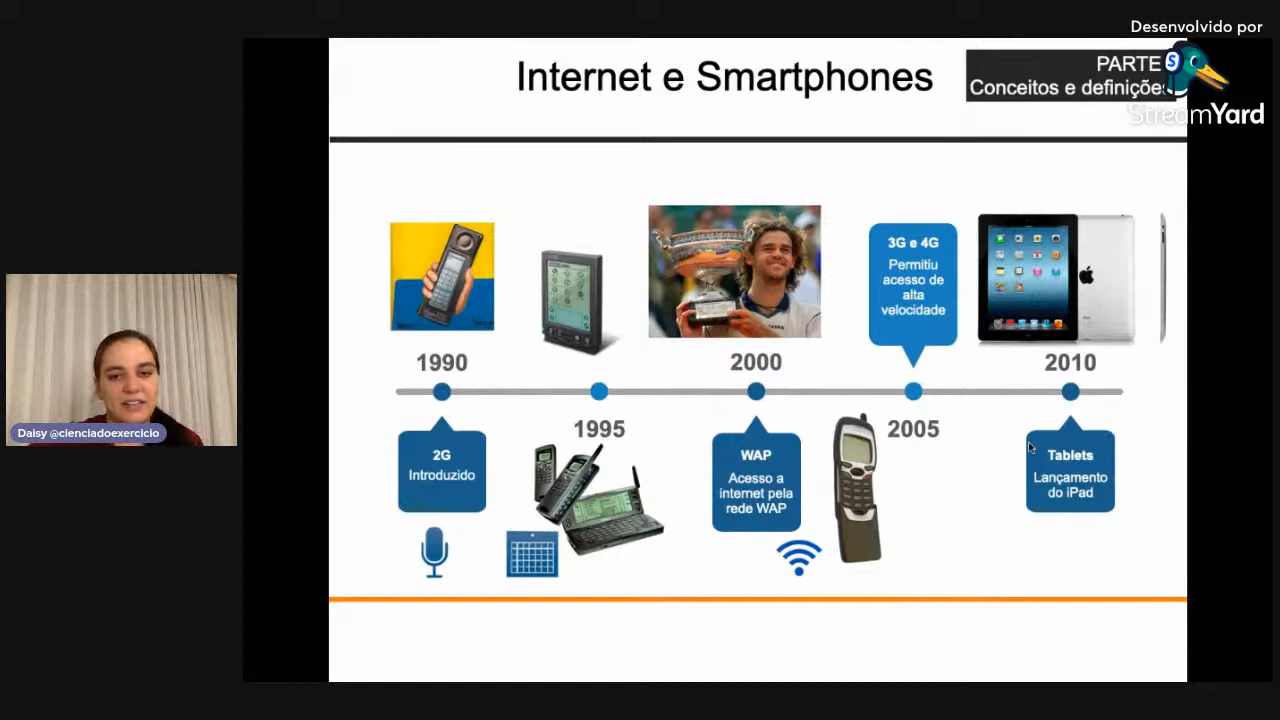 Desenvolvido por
StreamYard
Internet e Smartphones
PARTE
Conceitos e definições
3G e 4G
Permitiu
acesso de
alta
velocidade
1990
2000
2010
1995
2005
2G
Introduzido
WAP
Acesso a
internet pela
rede WAP
Tablets
Lançamento
do iPad
Daisy @cienciadoexercicio